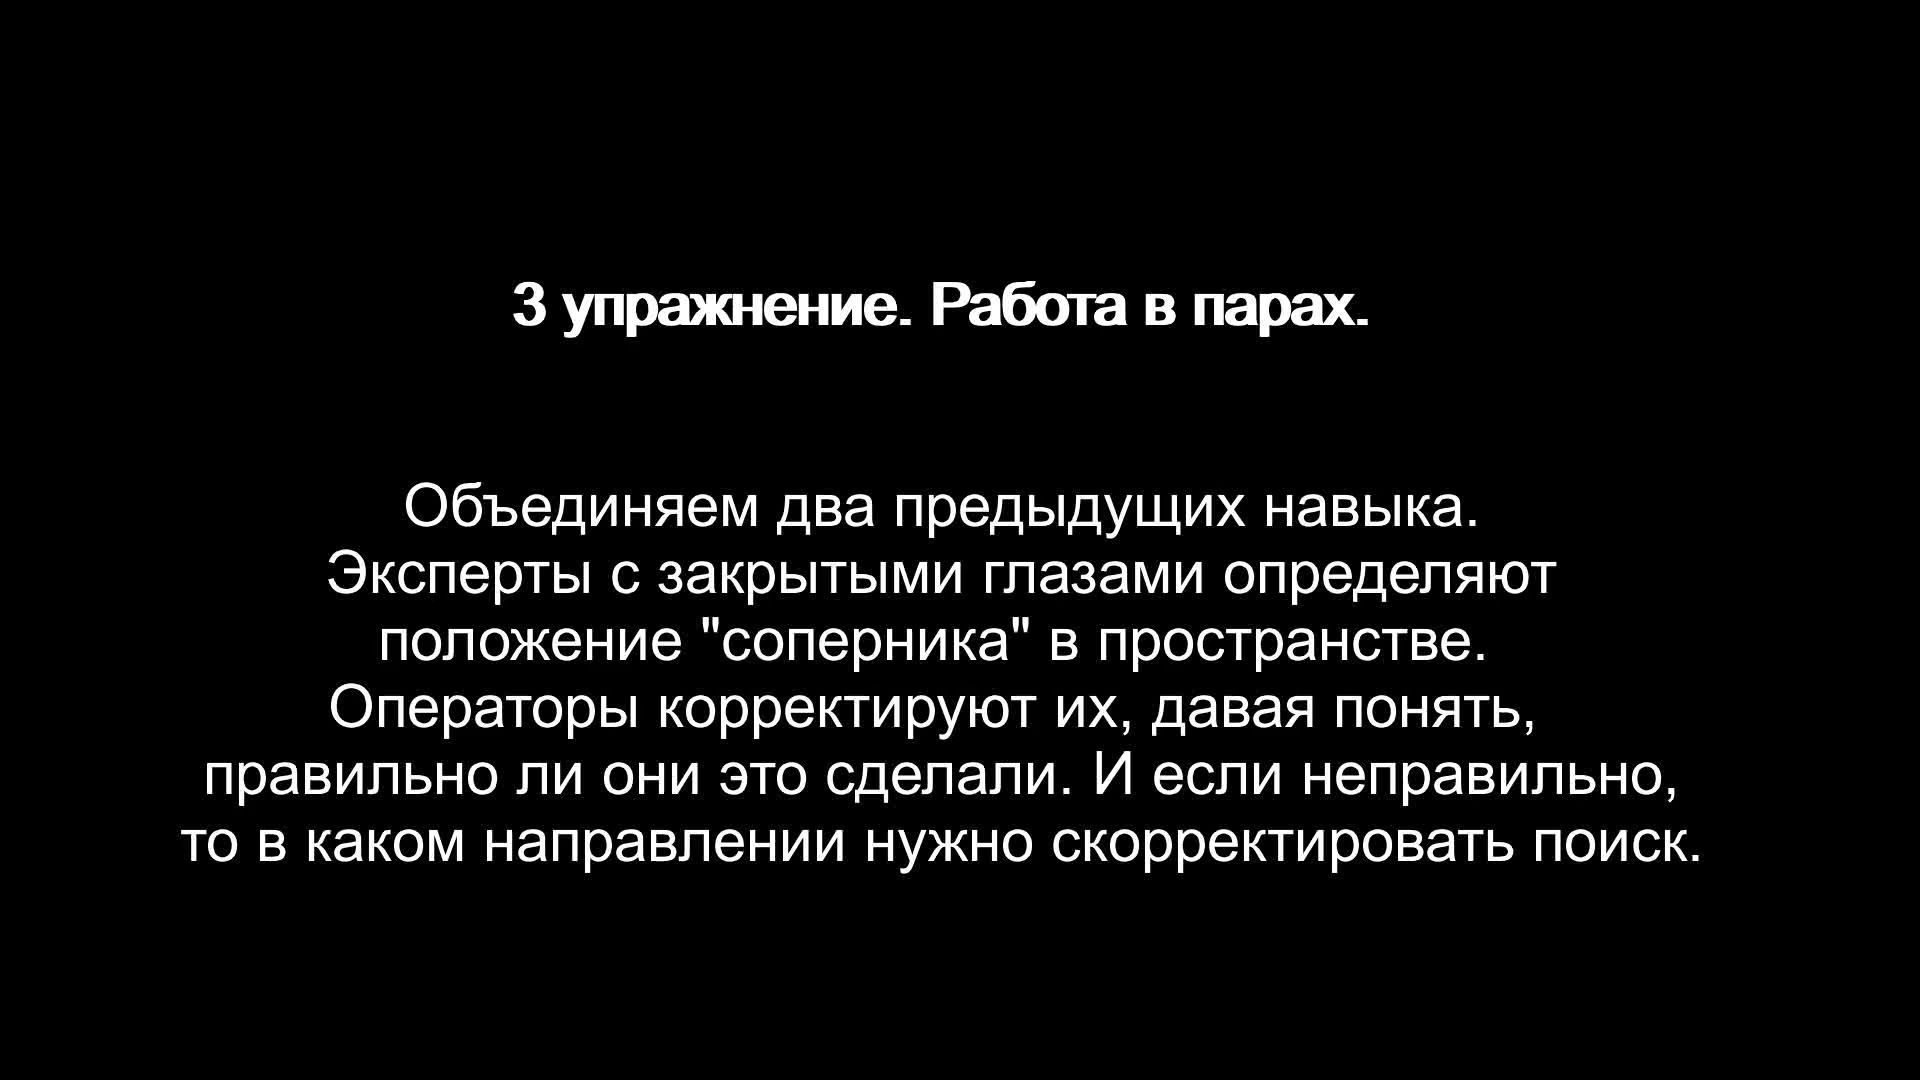 3 упражнение. Работа в парах.
Объединяем два предыдущих навыка.
Эксперты с закрытыми глазами определяют
положение "соперника" в пространстве.
Операторы корректируют их, давая понять,
правильно ли они это сделали. И если неправильно,
то в каком направлении нужно скорректировать поиск.